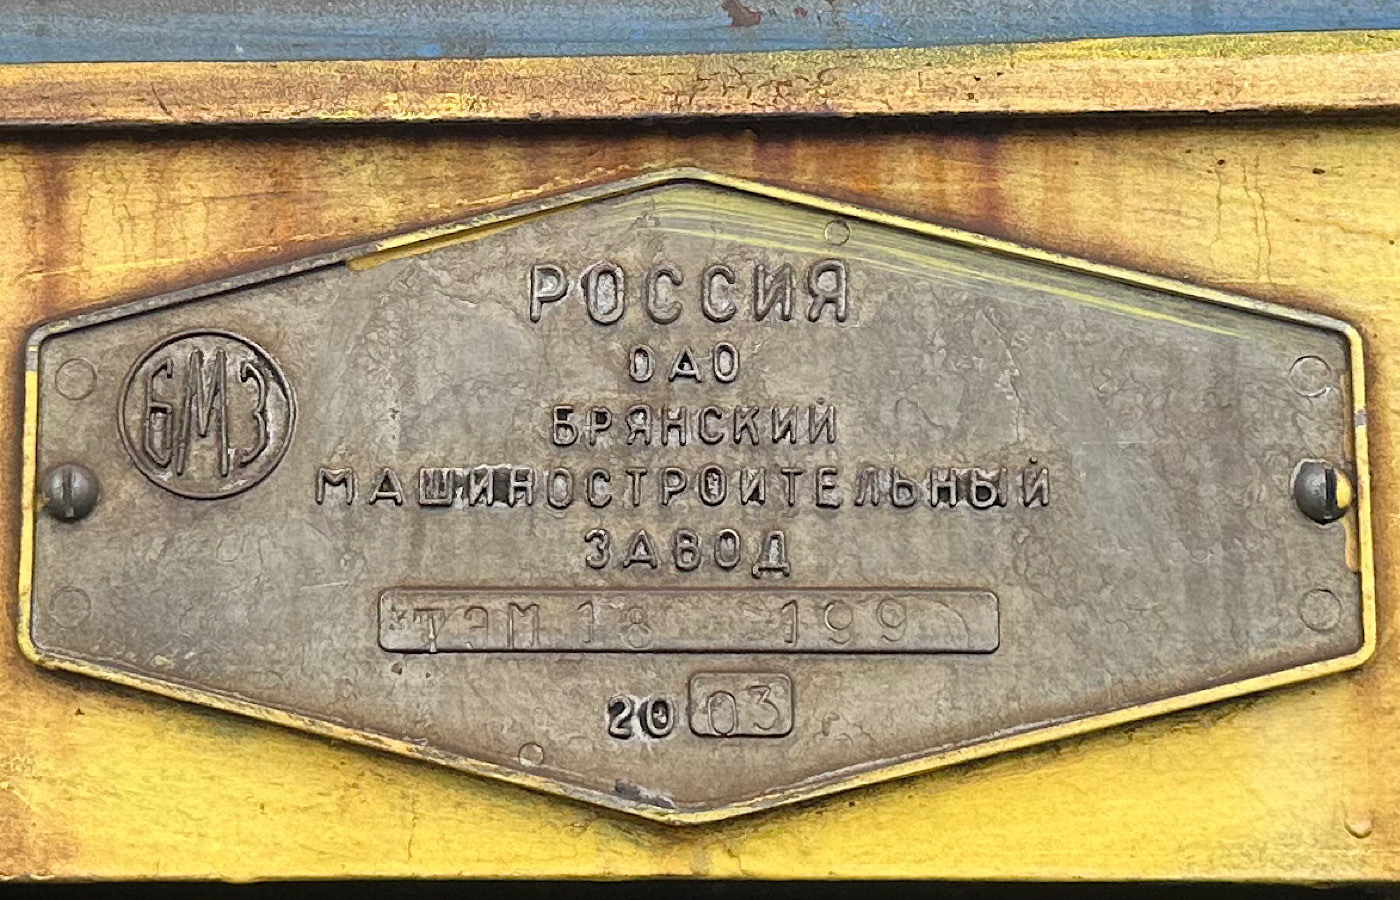 РОССИЯ
ОАО
БМЗ
БРЯНСКИЙ
МАШИНОСТРОИТЕЛЬНЫЙ
ЗАВОД
ТЭМ 18 199
2003